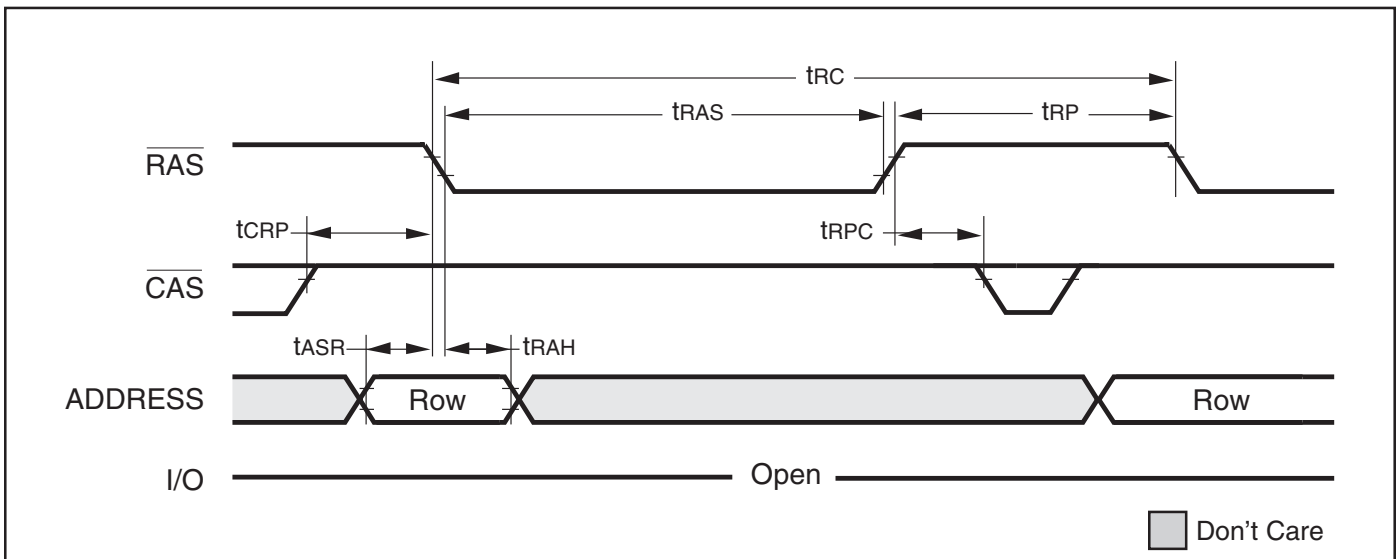 tRC
tRAS
tRP
RAS
tCRP
tRPC
CAS
tASR
tRAH
ADDRESS
Row
Row
I/O
Open
Don't Care